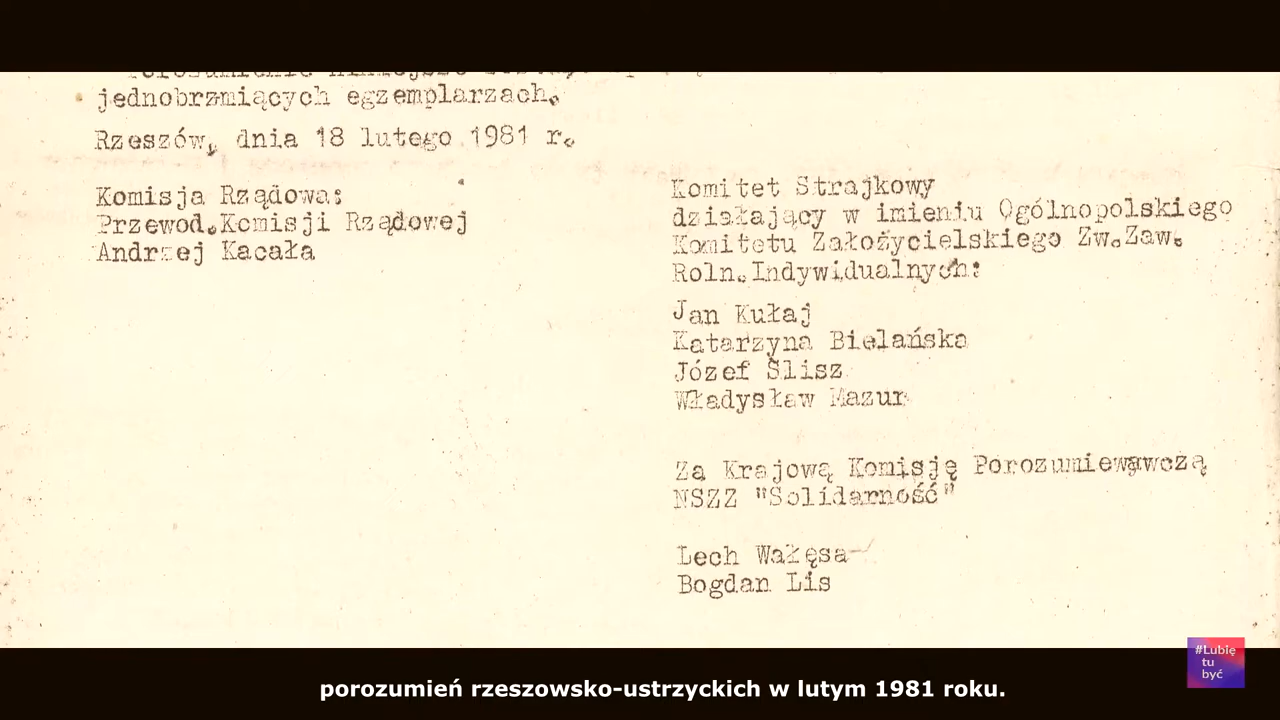 jednobrzmiących egzemplarzach.
Rzeszów, dnia 18 lutego 1981 r.
Komisja Rządowa:
Przewod.Komisji Rządowej
Andrzej Kacała
Komitet Strajkowy
działający w imieniu Ogólnopolskiego
Komitetu Założycielskiego Zw.Zaw.
Roln.Indywidualnych:
Jan Kułaj
Katarzyna Bielańska
Józef Ślisz
Władysław Mazur
Za Krajową Komisję Porozumiewawczą
NSZZ "Solidarność"
Lech Wałęsa
Bogdan Lis
#Lubię
tu
być
porozumień rzeszowsko-ustrzyckich w lutym 1981 roku.